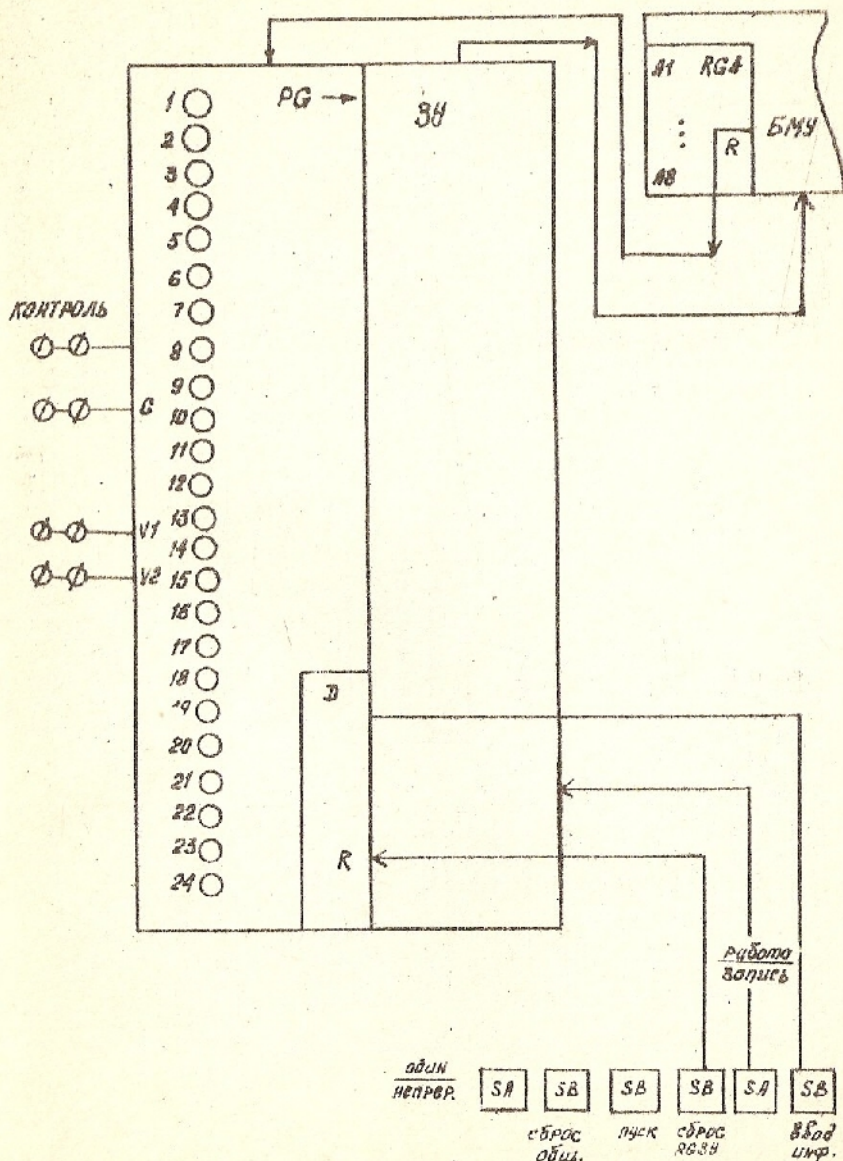 A1 RGA
PG → ЗУ
БМУ
R
A8
1
2
3
4
5
6
7
КОНТРОЛЬ
8
9
C
10
11
12
13
V1
14
V2 15
16
17
18
D
19
20
21
22
23
R
24
Работа
Запись
один
непрер.
SA SB SB SB SA SB
сброс
общ.
пуск
сброс
RGЗУ
ввод
инф.